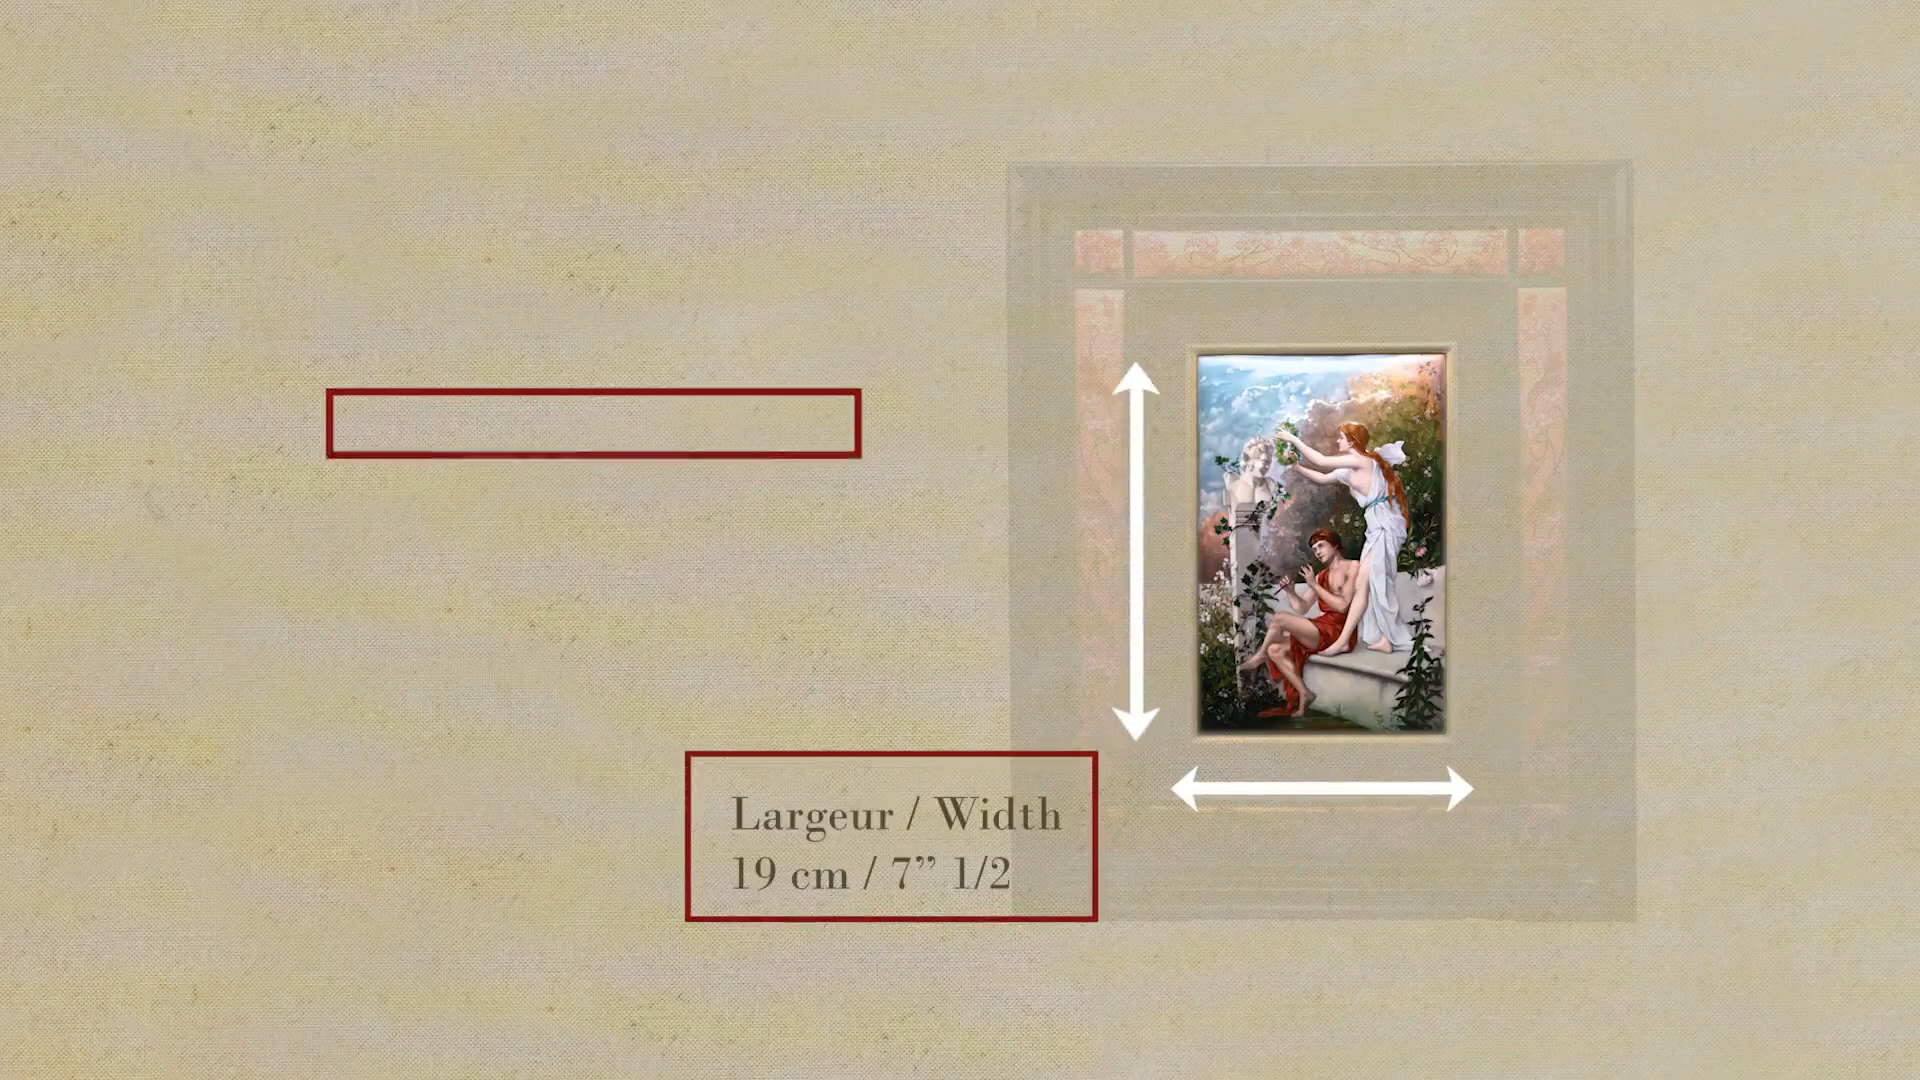 Largeur / Width
19 cm / 7” 1/2